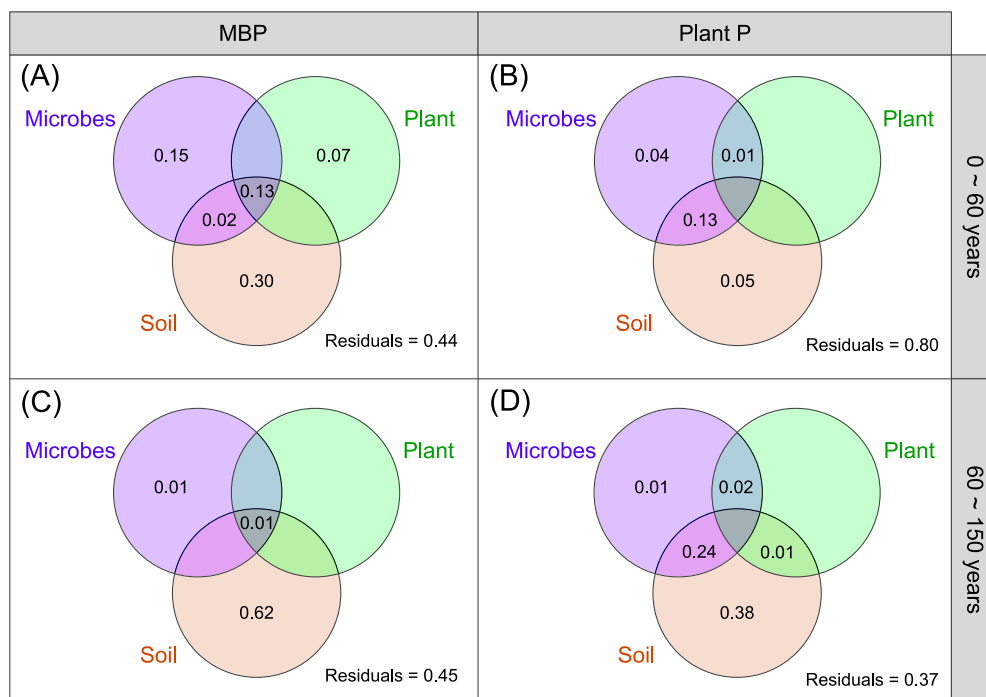 MBP
Plant P
(A)
Microbes
Plant
0.15
0.07
0.13
0.02
0.30
Soil
Residuals = 0.44
(B)
Microbes
Plant
0.04
0.01
0.13
0.05
Soil
Residuals = 0.80
0 ~ 60 years
(C)
Microbes
Plant
0.01
0.01
0.62
Soil
Residuals = 0.45
(D)
Microbes
Plant
0.01
0.02
0.24
0.01
0.38
Soil
Residuals = 0.37
60 ~ 150 years